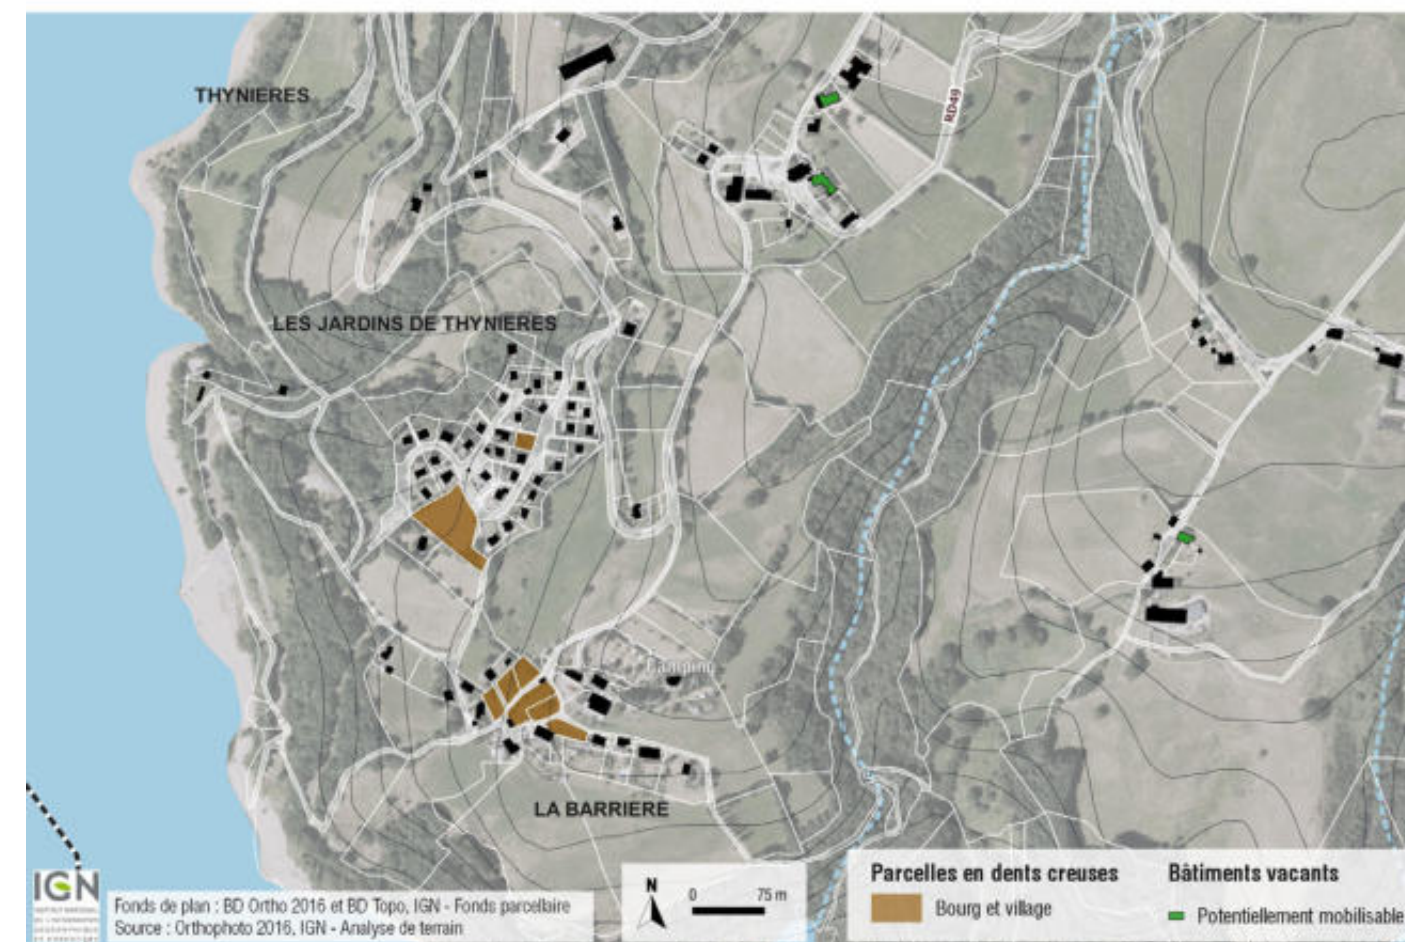 THYNIERES
RD49
LES JARDINS DE THYNIERES
Camping
LA BARRIERE
IGN
Fonds de plan : BD Ortho 2016 et BD Topo, IGN - Fonds parcellaire
Source : Orthophoto 2016, IGN - Analyse de terrain
N
0 75 m
Parcelles en dents creuses
Bourg et village
Bâtiments vacants
Potentiellement mobilisable